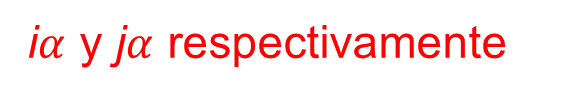 i𝛼 y j𝛼 respectivamente